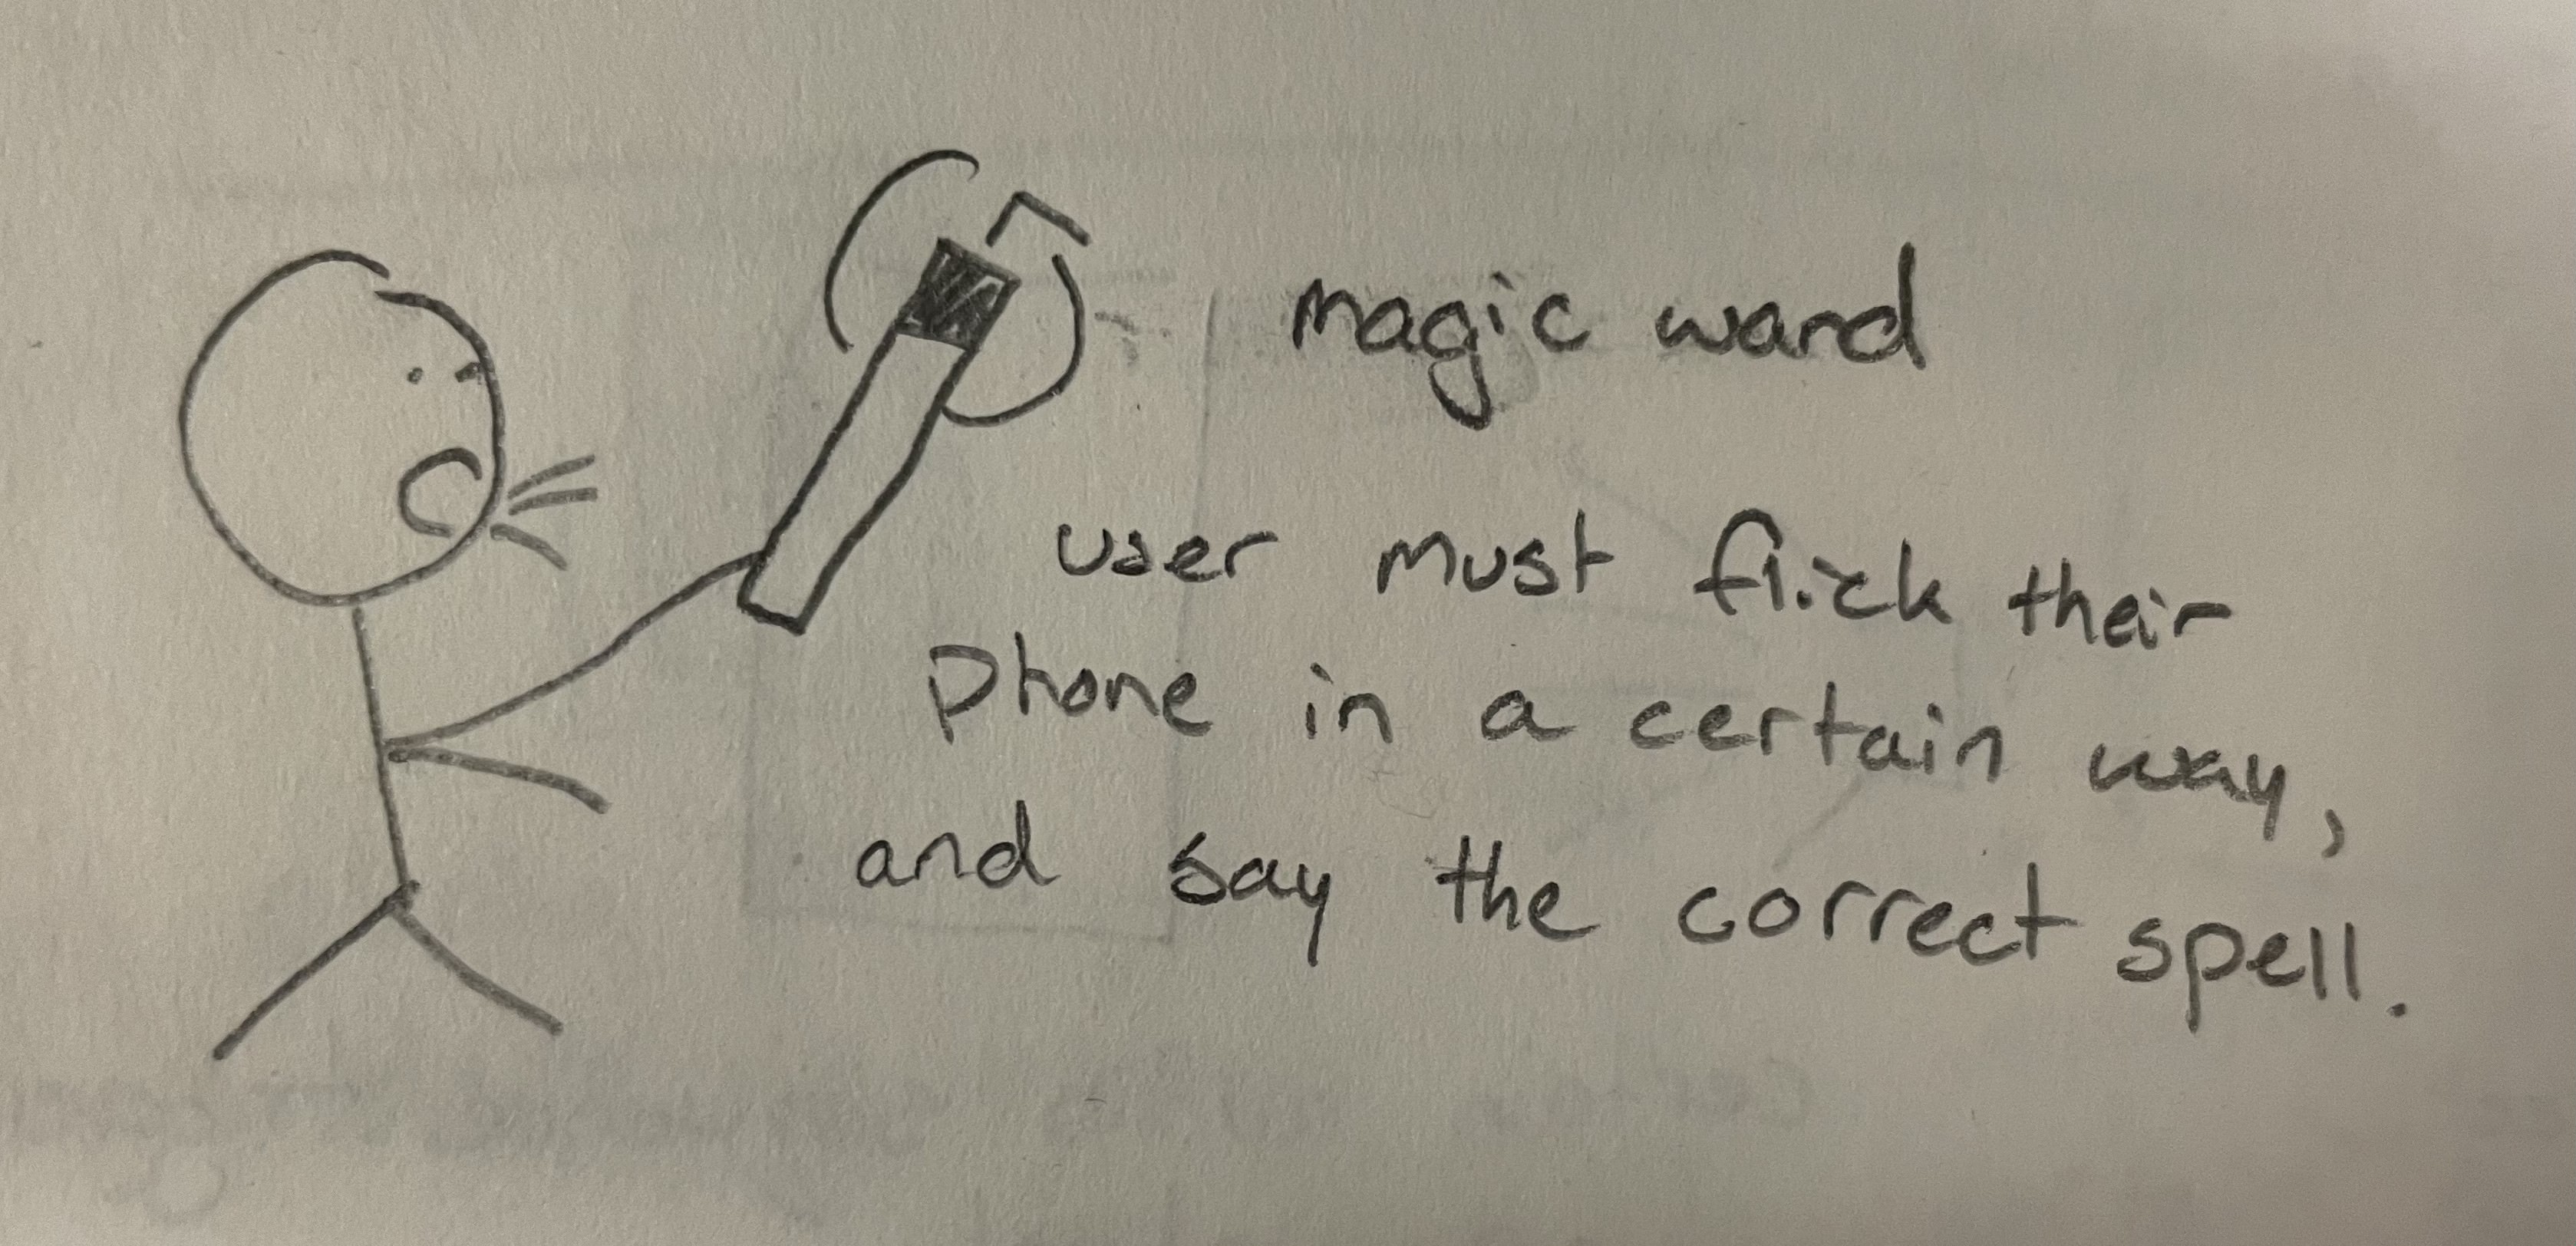 magic wand
user must flick their
phone in a certain way,
and say the correct spell.